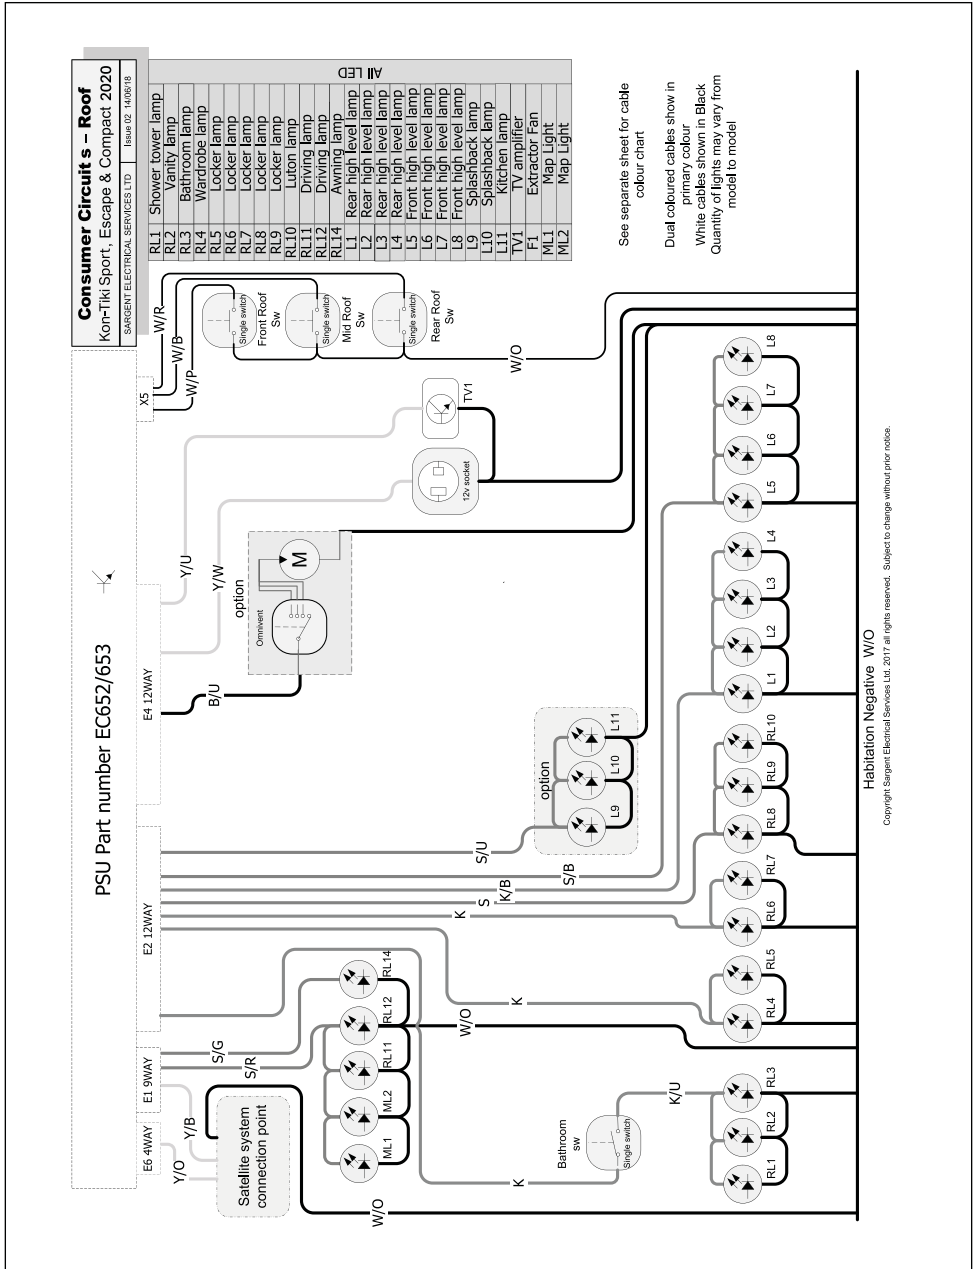 Consumer Circuit s – Roof
Kon-Tiki Sport, Escape & Compact 2020
SARGENT ELECTRICAL SERVICES LTD Issue 02 14/06/18
RL1 Shower tower lamp
RL2 Vanity lamp
RL3 Bathroom lamp
RL4 Wardrobe lamp
RL5 Locker lamp
RL6 Locker lamp
RL7 Locker lamp
RL8 Locker lamp
RL9 Locker lamp
RL10 Luton lamp
RL11 Driving lamp
RL12 Driving lamp
RL14 Awning lamp
L1 Rear high level lamp
L2 Rear high level lamp
L3 Rear high level lamp
L4 Rear high level lamp
L5 Front high level lamp
L6 Front high level lamp
L7 Front high level lamp
L8 Front high level lamp
L9 Splashback lamp
L10 Splashback lamp
L11 Kitchen lamp
TV1 TV amplifier
F1 Extractor Fan
ML1 Map Light
ML2 Map Light
All LED
See separate sheet for cable
colour chart
Dual coloured cables show in
primary colour
White cables shown in Black
Quantity of lights may vary from
model to model
PSU Part number EC652/653
E6 4WAY
E1 9WAY
E2 12WAY
E4 12WAY
X5
Y/O
Y/B
S/R
S/G
Y/U
Y/W
B/U
W/P
W/B
W/R
Single switch
Front Roof
Sw
Single switch
Mid Roof
Sw
Single switch
Rear Roof
Sw
W/O
TV1
12v socket
option
Omnivent
M
Satellite system
connection point
W/O
ML1
ML2
RL11
RL12
RL14
W/O
K
K
K
S
K/B
S/B
S/U
option
L9
L10
L11
Bathroom
sw
Single switch
K/U
RL1
RL2
RL3
RL4
RL5
RL6
RL7
RL8
RL9
RL10
L1
L2
L3
L4
L5
L6
L7
L8
Habitation Negative W/O
Copyright Sargent Electrical Services Ltd. 2017 all rights reserved. Subject to change without prior notice.